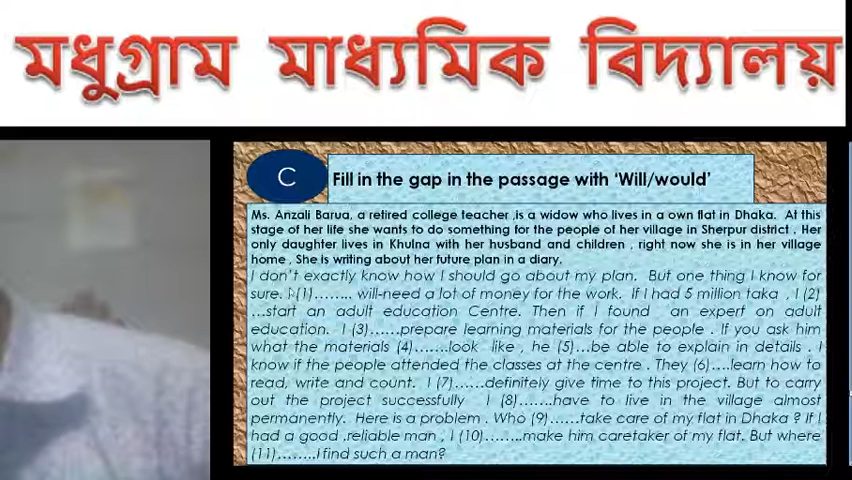 মধুগ্রাম মাধ্যমিক বিদ্যালয়
C
Fill in the gap in the passage with ‘Will/would’
Ms. Anzali Barua, a retired college teacher ,is a widow who lives in a own flat in Dhaka. At this
stage of her life she wants to do something for the people of her village in Sherpur district . Her
only daughter lives in Khulna with her husband and children , right now she is in her village
home , She is writing about her future plan in a diary.
I don’t exactly know how I should go about my plan. But one thing I know for
sure. I(1)…….. will-need a lot of money for the work. If I had 5 million taka , I (2)
…start an adult education Centre. Then if I found an expert on adult
education. I (3)……prepare learning materials for the people . If you ask him
what the materials (4)…….look like , he (5)…be able to explain in details . I
know if the people attended the classes at the centre . They (6)….learn how to
read, write and count. I (7)……definitely give time to this project. But to carry
out the project successfully I (8)…….have to live in the village almost
permanently. Here is a problem . Who (9)……take care of my flat in Dhaka ? If I
had a good ,reliable man , I (10)……..make him caretaker of my flat. But where
(11)……..I find such a man?